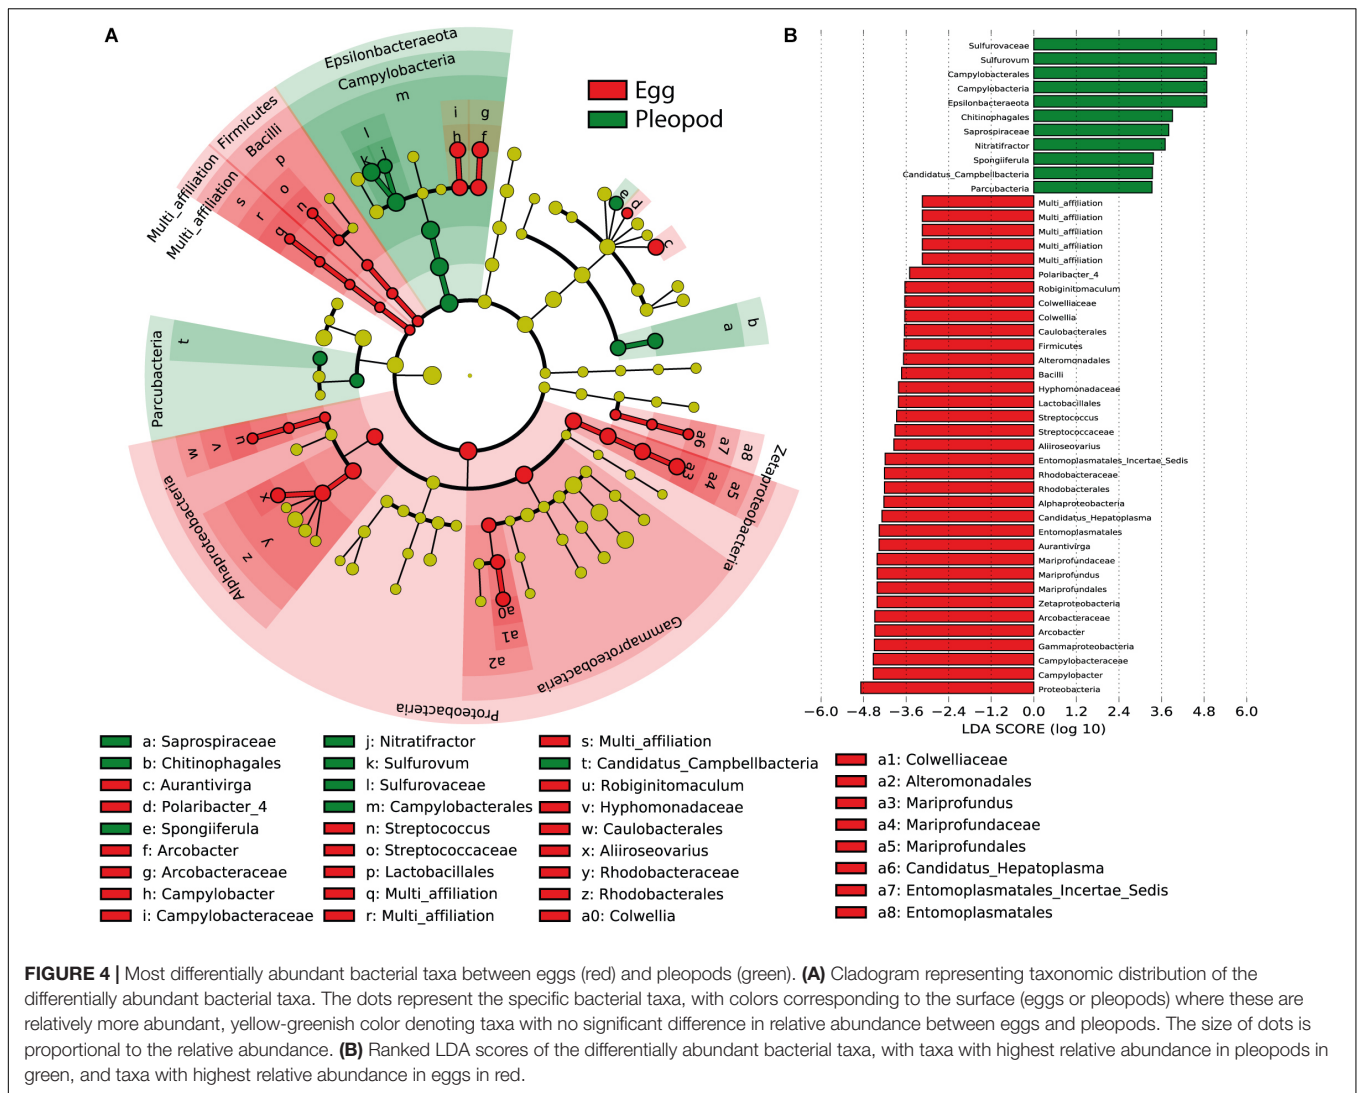 A
Epsilonbacteraeota
Campylobacteria
m
l
k
j
i
g
h
f
Firmicutes
Bacilli
p
o
n
Multi_affiliation
Multi_affiliation
s
r
q
Egg
Pleopod
e
d
c
a
b
Parcubacteria
t
w
v
u
Alphaproteobacteria
x
y
z
a6
a7
a8
a3
a4
a5
Zetaproteobacteria
a0
a1
a2
Gammaproteobacteria
Proteobacteria
B
Sulfurovaceae
Sulfurovum
Campylobacterales
Campylobacteria
Epsilonbacteraeota
Chitinophagales
Saprospiraceae
Nitratifractor
Spongiiferula
Candidatus_Campbellbacteria
Parcubacteria
Multi_affiliation
Multi_affiliation
Multi_affiliation
Multi_affiliation
Multi_affiliation
Polaribacter_4
Robiginitomaculum
Colwelliaceae
Colwellia
Caulobacterales
Firmicutes
Alteromonadales
Bacilli
Hyphomonadaceae
Lactobacillales
Streptococcus
Streptococcaceae
Aliiroseovarius
Entomoplasmatales_Incertae_Sedis
Rhodobacteraceae
Rhodobacterales
Alphaproteobacteria
Candidatus_Hepatoplasma
Entomoplasmatales
Aurantivirga
Mariprofundaceae
Mariprofundus
Mariprofundales
Zetaproteobacteria
Arcobacteraceae
Arcobacter
Gammaproteobacteria
Campylobacteraceae
Campylobacter
Proteobacteria
−6.0 −4.8 −3.6 −2.4 −1.2 0.0 1.2 2.4 3.6 4.8 6.0
LDA SCORE (log 10)
a: Saprospiraceae
b: Chitinophagales
c: Aurantivirga
d: Polaribacter_4
e: Spongiiferula
f: Arcobacter
g: Arcobacteraceae
h: Campylobacter
i: Campylobacteraceae
j: Nitratifractor
k: Sulfurovum
l: Sulfurovaceae
m: Campylobacterales
n: Streptococcus
o: Streptococcaceae
p: Lactobacillales
q: Multi_affiliation
r: Multi_affiliation
s: Multi_affiliation
t: Candidatus_Campbellbacteria
u: Robiginitomaculum
v: Hyphomonadaceae
w: Caulobacterales
x: Aliiroseovarius
y: Rhodobacteraceae
z: Rhodobacterales
a0: Colwellia
a1: Colwelliaceae
a2: Alteromonadales
a3: Mariprofundus
a4: Mariprofundaceae
a5: Mariprofundales
a6: Candidatus_Hepatoplasma
a7: Entomoplasmatales_Incertae_Sedis
a8: Entomoplasmatales
FIGURE 4 | Most differentially abundant bacterial taxa between eggs (red) and pleopods (green). (A) Cladogram representing taxonomic distribution of the
differentially abundant bacterial taxa. The dots represent the specific bacterial taxa, with colors corresponding to the surface (eggs or pleopods) where these are
relatively more abundant, yellow-greenish color denoting taxa with no significant difference in relative abundance between eggs and pleopods. The size of dots is
proportional to the relative abundance. (B) Ranked LDA scores of the differentially abundant bacterial taxa, with taxa with highest relative abundance in pleopods in
green, and taxa with highest relative abundance in eggs in red.